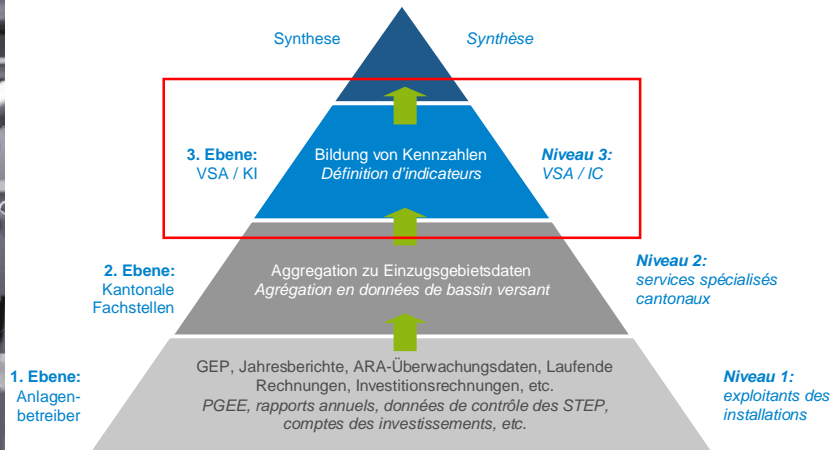 Synthese
Synthèse
3. Ebene:
VSA / KI
Bildung von Kennzahlen
Définition d'indicateurs
Niveau 3:
VSA / IC
2. Ebene:
Kantonale
Fachstellen
Aggregation zu Einzugsgebietsdaten
Agrégation en données de bassin versant
Niveau 2:
services spécialisés
cantonaux
1. Ebene:
Anlagen-
betreiber
GEP, Jahresberichte, ARA-Überwachungsdaten, Laufende
Rechnungen, Investitionsrechnungen, etc.
PGEE, rapports annuels, données de contrôle des STEP,
comptes des investissements, etc.
Niveau 1:
exploitants des
installations